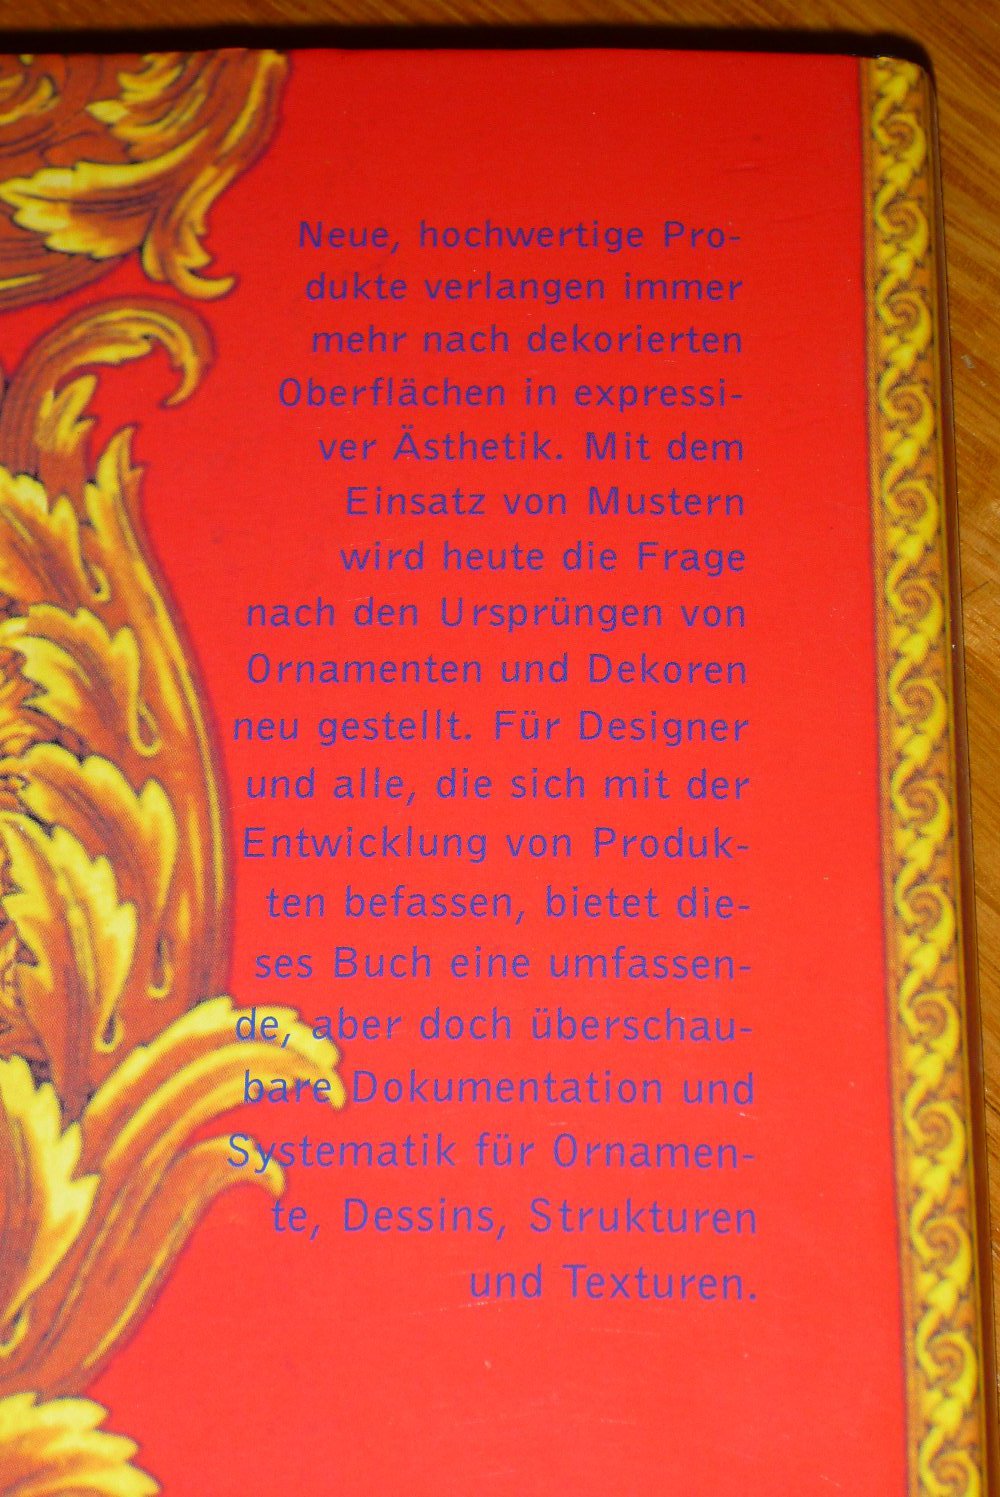 Neue, hochwertige Pro-
dukte verlangen immer
mehr nach dekorierten
Oberflächen in expressi-
ver Ästhetik. Mit dem
Einsatz von Mustern
wird heute die Frage
nach den Ursprüngen von
Ornamenten und Dekoren
neu gestellt. Für Designer
und alle, die sich mit der
Entwicklung von Produk-
ten befassen, bietet die-
ses Buch eine umfassen-
de, aber doch überschau-
bare Dokumentation und
Systematik für Ornamen-
te, Dessins, Strukturen
und Texturen.